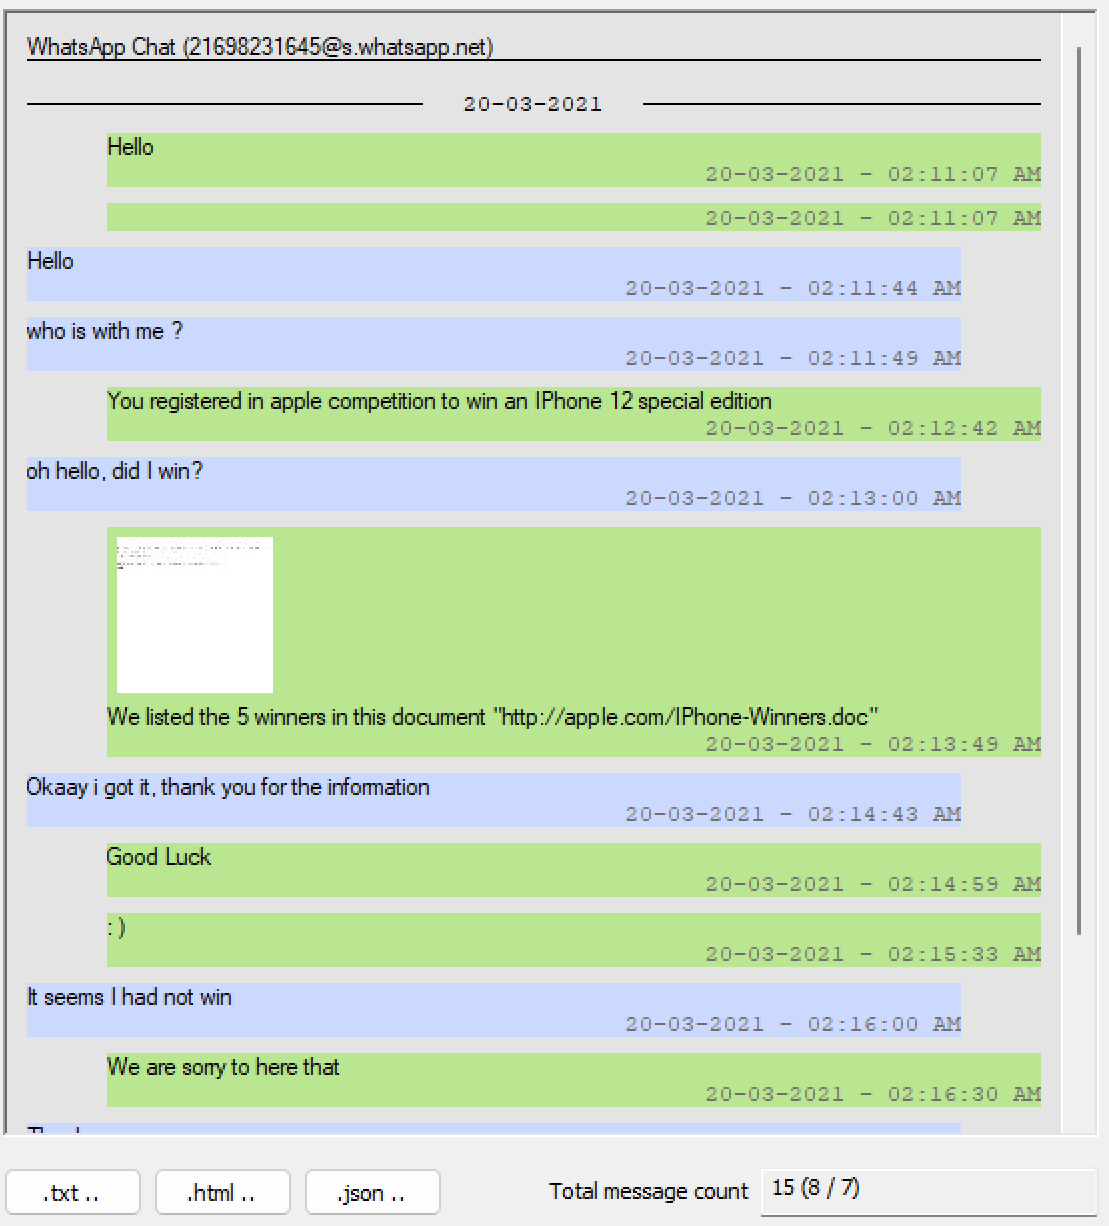 WhatsApp Chat (21698231645@s.whatsapp.net)
20-03-2021
Hello
20-03-2021 - 02:11:07 AM
20-03-2021 - 02:11:07 AM
Hello
20-03-2021 - 02:11:44 AM
who is with me ?
20-03-2021 - 02:11:49 AM
You registered in apple competition to win an IPhone 12 special edition
20-03-2021 - 02:12:42 AM
oh hello, did I win?
20-03-2021 - 02:13:00 AM
We listed the 5 winners in this document "http://apple.com/IPhone-Winners.doc"
20-03-2021 - 02:13:49 AM
Okaay i got it, thank you for the information
20-03-2021 - 02:14:43 AM
Good Luck
20-03-2021 - 02:14:59 AM
: )
20-03-2021 - 02:15:33 AM
It seems I had not win
20-03-2021 - 02:16:00 AM
We are sorry to here that
20-03-2021 - 02:16:30 AM
.txt ..
.html ..
.json ..
Total message count
15 (8 / 7)